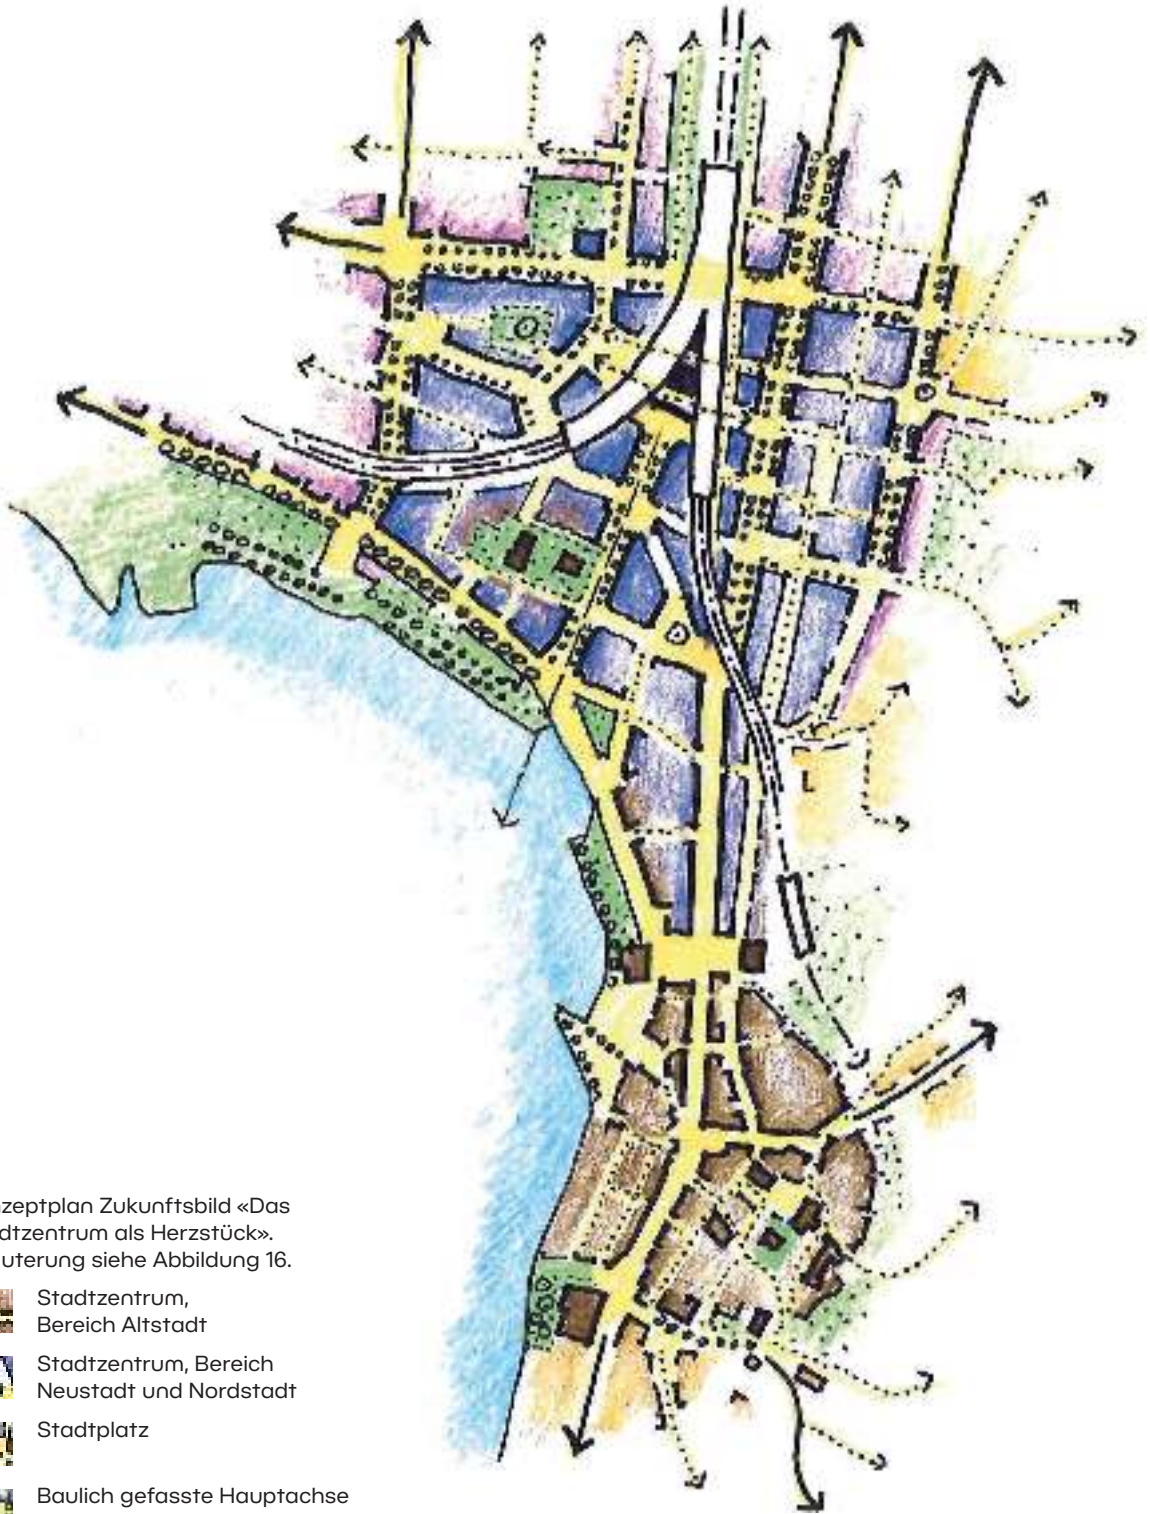 nzeptplan Zukunftsbild «Das
dtzentrum als Herzstück».
uterung siehe Abbildung 16.
Stadtzentrum,
Bereich Altstadt
Stadtzentrum, Bereich
Neustadt und Nordstadt
Stadtplatz
Baulich gefasste Hauptachse